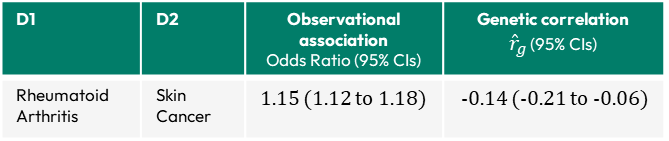 D1
D2
Observational
association
Odds Ratio (95% CIs)
Genetic correlation
r̂g (95% CIs)
Rheumatoid
Arthritis
Skin
Cancer
1.15 (1.12 to 1.18)
-0.14 (-0.21 to -0.06)